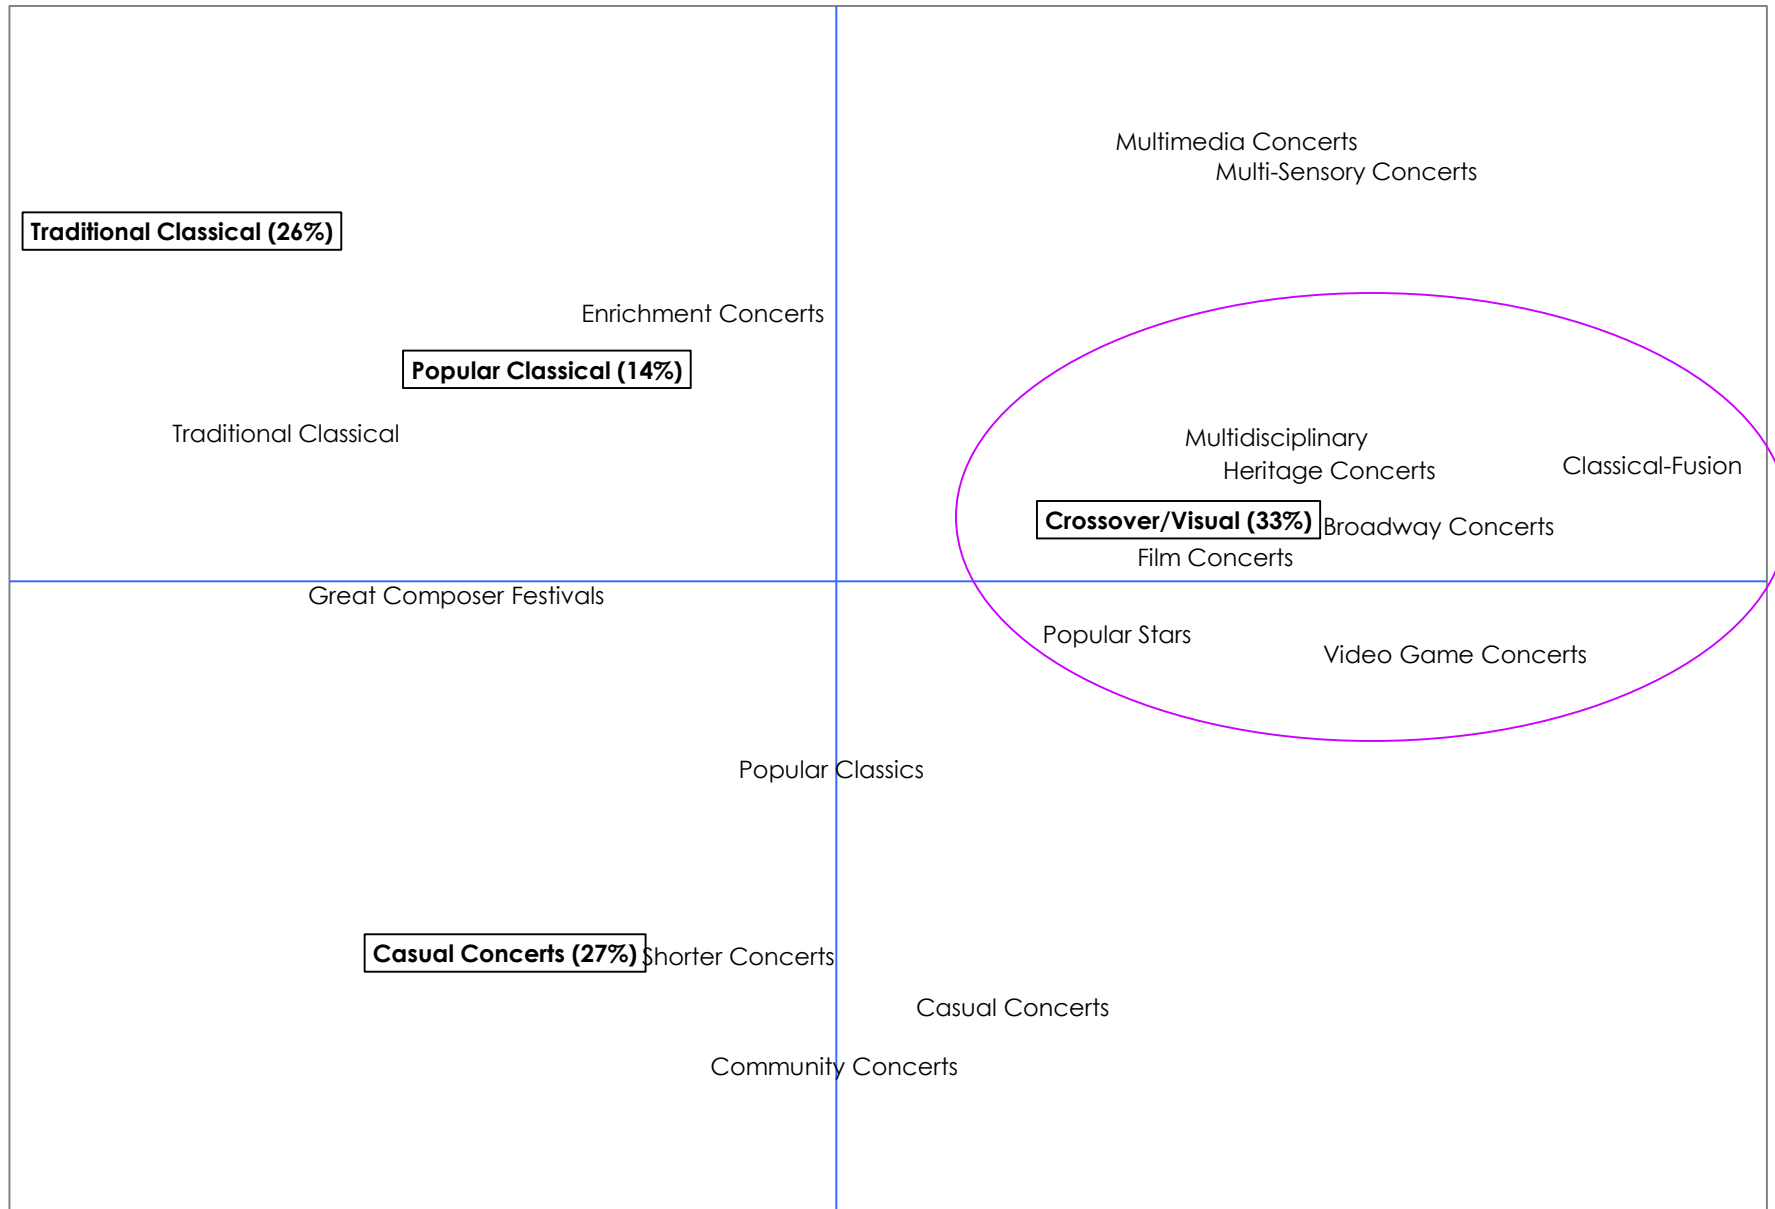 Multimedia Concerts
Multi-Sensory Concerts
Traditional Classical (26%)
Enrichment Concerts
Popular Classical (14%)
Traditional Classical
Multidisciplinary
Heritage Concerts
Classical-Fusion
Crossover/Visual (33%)
Broadway Concerts
Film Concerts
Great Composer Festivals
Popular Stars
Video Game Concerts
Popular Classics
Casual Concerts (27%)
Shorter Concerts
Casual Concerts
Community Concerts